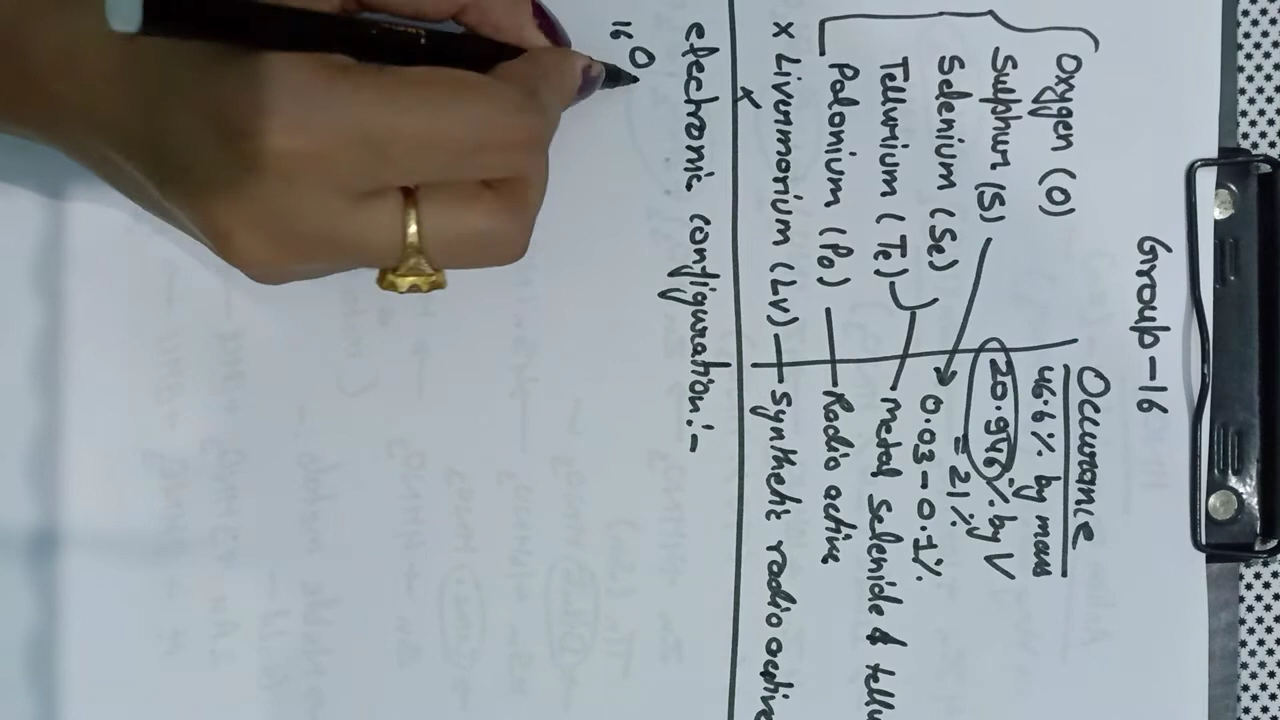 Group-16
Occurance
Oxygen (O) 46.6% by mass
20.946% by V
= 21%
Sulphur (S) 0.03-0.1%
Selenium (Se)
Tellurium (Te) metal selenide & tellu
Polonium (Po) Radio active
x Livermorium (Lv) synthetic radio active
x
electronic configuration:-
16O